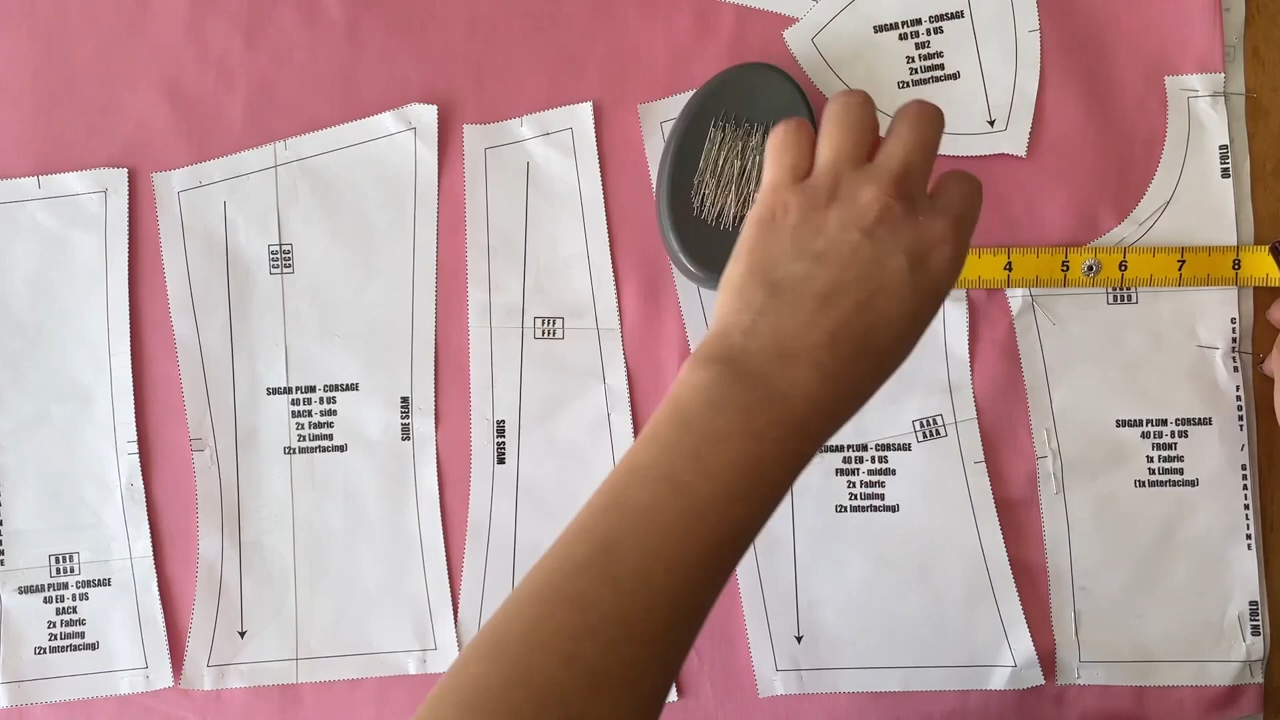 SUGAR PLUM - CORSAGE
40 EU - 8 US
BU2
2x Fabric
2x Lining
(2x Interfacing)
ON FOLD
4 5 6 7 8
CCC
CCC
FFF
FFF
DDD
SUGAR PLUM - CORSAGE
40 EU - 8 US
BACK - side
2x Fabric
2x Lining
(2x Interfacing)
SIDE SEAM
SIDE SEAM
AAA
AAA
SUGAR PLUM - CORSAGE
40 EU - 8 US
FRONT - middle
2x Fabric
2x Lining
(2x Interfacing)
SUGAR PLUM - CORSAGE
40 EU - 8 US
FRONT
1x Fabric
1x Lining
(1x Interfacing)
CENTER FRONT / GRAINLINE
BBB
BBB
SUGAR PLUM - CORSAGE
40 EU - 8 US
BACK
2x Fabric
2x Lining
(2x Interfacing)
ON FOLD